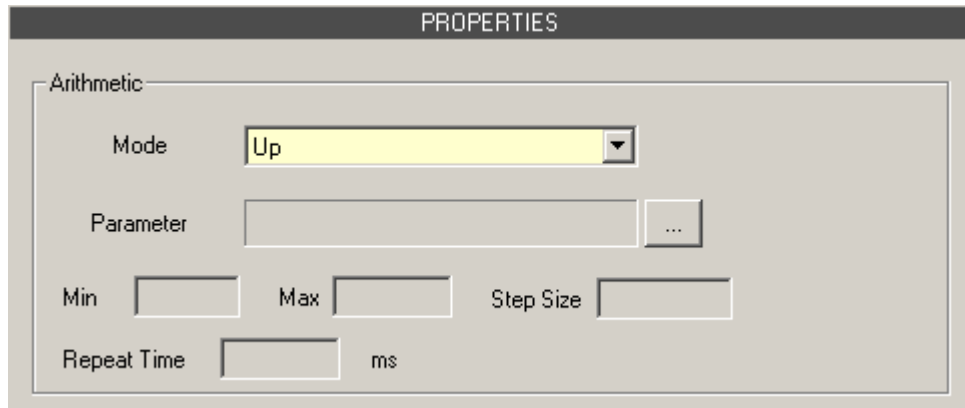 PROPERTIES
Arithmetic
Mode Up
Parameter ...
Min Max Step Size
Repeat Time ms